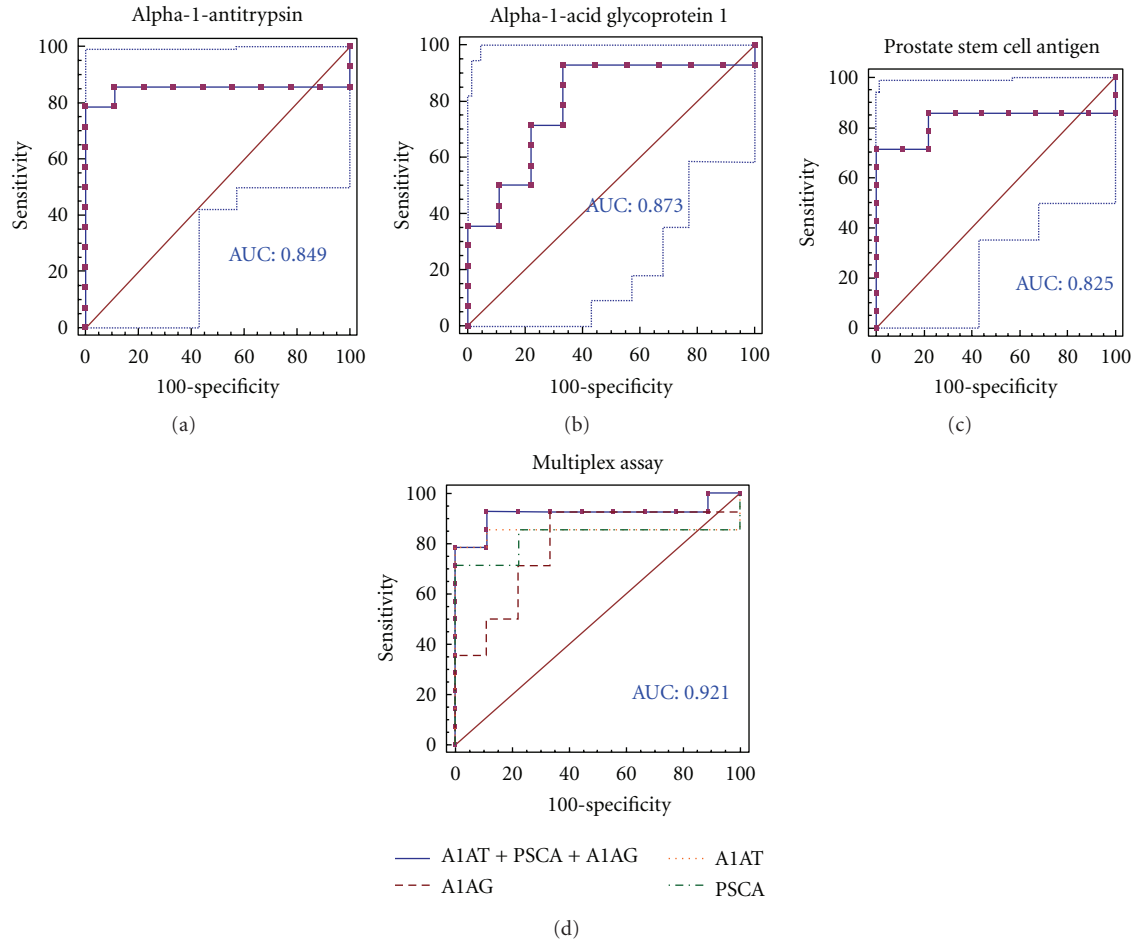 Alpha-1-antitrypsin
100
80
60
40
20
0
Sensitivity
AUC: 0.849
0 20 40 60 80 100
100-specificity
(a)
Alpha-1-acid glycoprotein 1
100
80
60
40
20
0
Sensitivity
AUC: 0.873
0 20 40 60 80 100
100-specificity
(b)
Prostate stem cell antigen
100
80
60
40
20
0
Sensitivity
AUC: 0.825
0 20 40 60 80 100
100-specificity
(c)
Multiplex assay
100
80
60
40
20
0
Sensitivity
AUC: 0.921
0 20 40 60 80 100
100-specificity
A1AT + PSCA + A1AG
A1AG
A1AT
PSCA
(d)